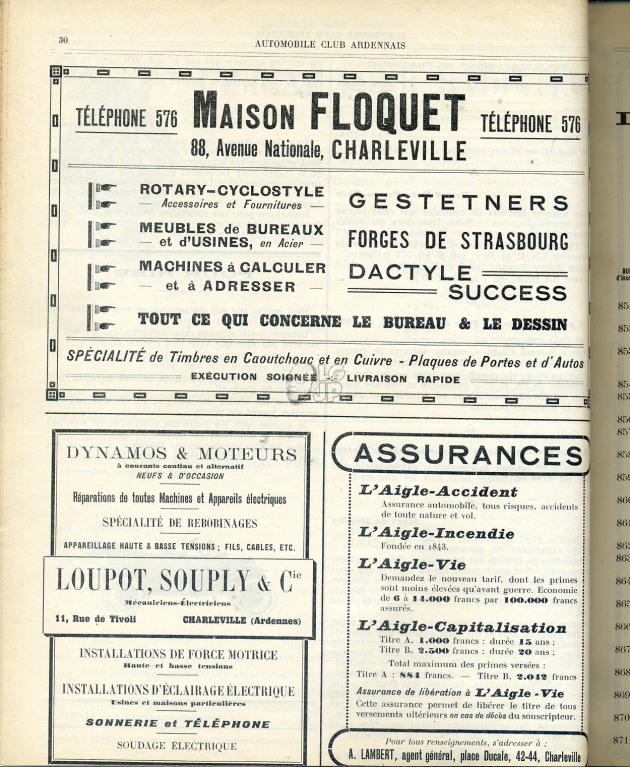 30
AUTOMOBILE CLUB ARDENNAIS
TÉLÉPHONE 576
MAISON FLOQUET
TÉLÉPHONE 576
88, Avenue Nationale, CHARLEVILLE
ROTARY-CYCLOSTYLE
— Accessoires et Fournitures —
GESTETNERS
MEUBLES de BUREAUX
— et d'USINES, en Acier —
FORGES DE STRASBOURG
MACHINES à CALCULER
— et à ADRESSER —
DACTYLE
SUCCESS
TOUT CE QUI CONCERNE LE BUREAU & LE DESSIN
SPÉCIALITÉ de Timbres en Caoutchouc et en Cuivre - Plaques de Portes et d'Autos
EXÉCUTION SOIGNÉE - LIVRAISON RAPIDE
LG
JP
DYNAMOS & MOTEURS
à courants continu et alternatif
NEUFS & D'OCCASION
Réparations de toutes Machines et Appareils électriques
SPÉCIALITÉ DE REBOBINAGES
APPAREILLAGE HAUTE & BASSE TENSIONS ; FILS, CABLES, ETC.
LOUPOT, SOUPLY & Cie
Mécaniciens-Électriciens
11, Rue de Tivoli CHARLEVILLE (Ardennes)
INSTALLATIONS DE FORCE MOTRICE
Haute et basse tensions
INSTALLATIONS D'ÉCLAIRAGE ÉLECTRIQUE
Usines et maisons particulières
SONNERIE et TÉLÉPHONE
SOUDAGE ÉLECTRIQUE
ASSURANCES
L'Aigle-Accident
Assurance automobile, tous risques, accidents
de toute nature et vol.
L'Aigle-Incendie
Fondée en 1843.
L'Aigle-Vie
Demandez le nouveau tarif, dont les primes
sont moins élevées qu'avant guerre. Economie
de 6 à 14.000 francs par 100.000 francs
assurés.
L'Aigle-Capitalisation
Titre A. 1.000 francs : durée 15 ans ;
Titre B. 2.500 francs : durée 20 ans ;
Total maximum des primes versées :
Titre A : 884 francs. — Titre B. 2.042 francs
Assurance de libération à L'Aigle-Vie
Cette assurance permet de libérer le titre de tous
versements ultérieurs en cas de décès du souscripteur.
Pour tous renseignements, s'adresser à :
A. LAMBERT, agent général, place Ducale, 42-44, Charleville